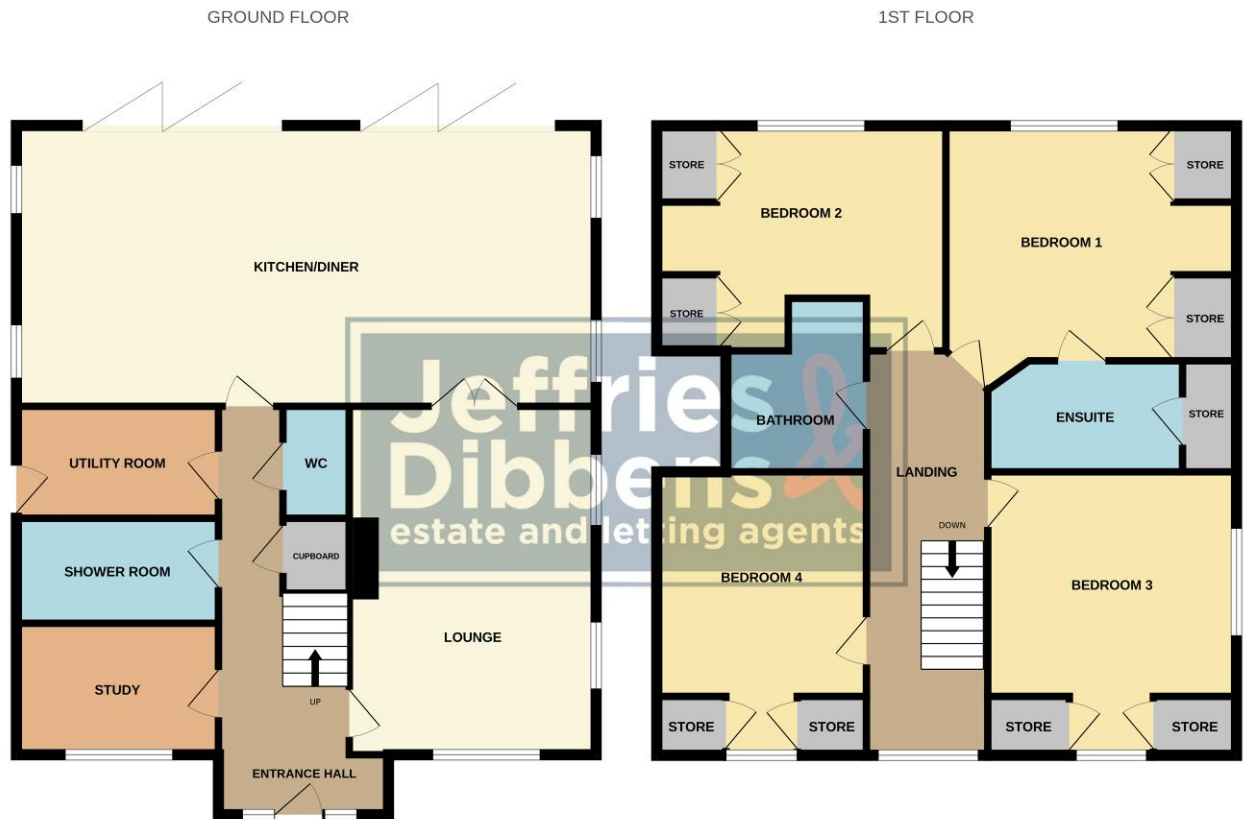 GROUND FLOOR
1ST FLOOR
KITCHEN/DINER
UTILITY ROOM
WC
SHOWER ROOM
CUPBOARD
LOUNGE
STUDY
UP
ENTRANCE HALL
STORE
STORE
BEDROOM 2
BEDROOM 1
STORE
STORE
BATHROOM
ENSUITE
STORE
LANDING
DOWN
BEDROOM 4
BEDROOM 3
STORE
STORE
STORE
STORE
Jeffries &
Dibbens
estate and letting agents